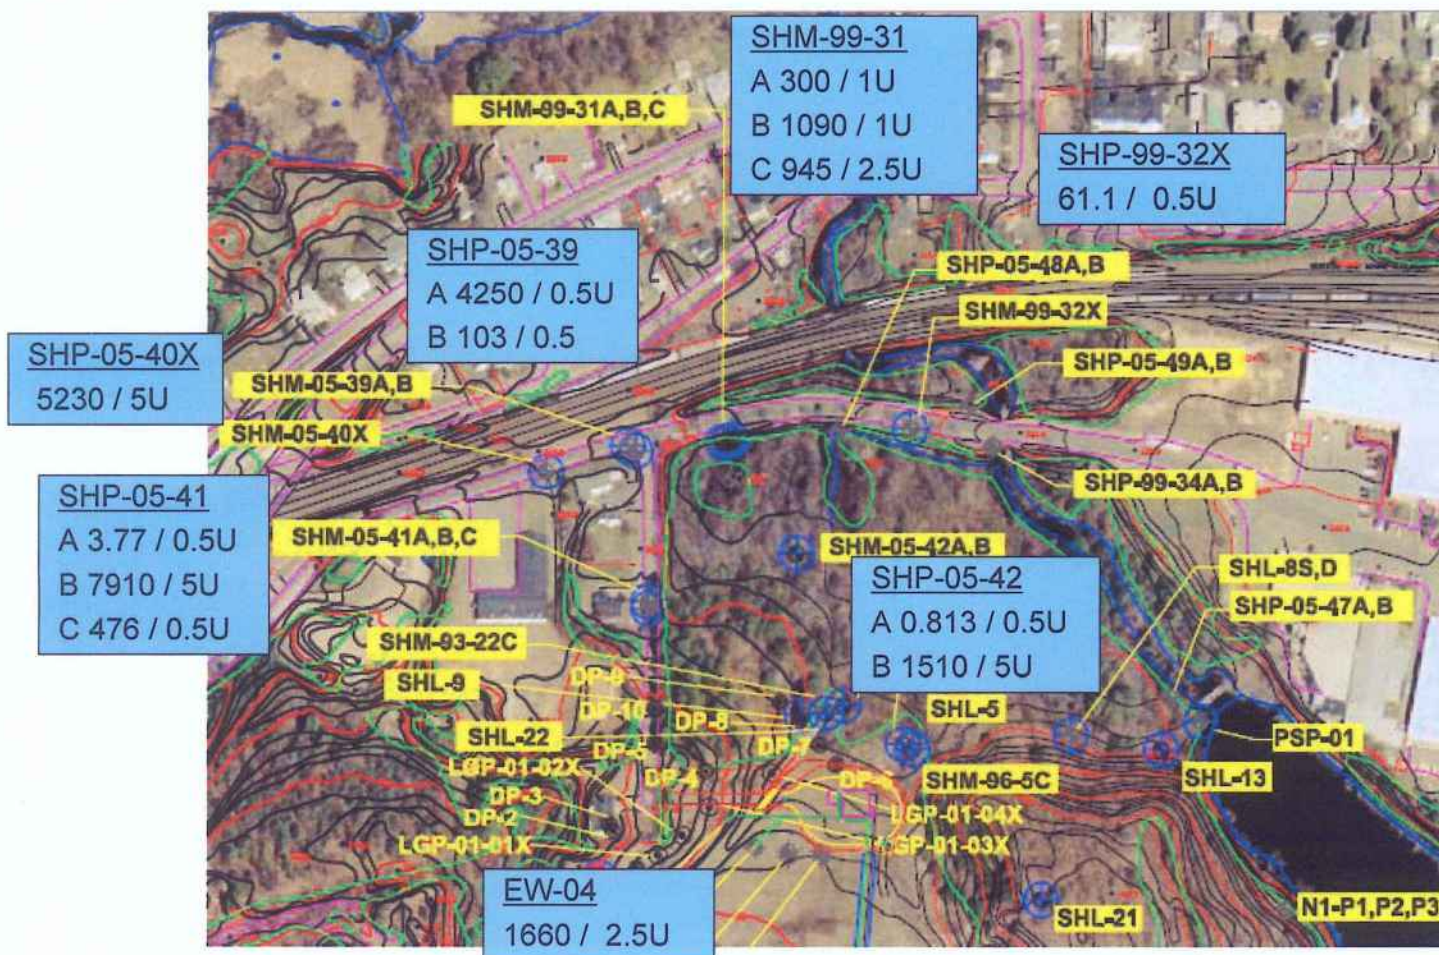 SHM-99-31
A 300 / 1U
B 1090 / 1U
C 945 / 2.5U
SHM-99-31A,B,C
SHP-99-32X
61.1 / 0.5U
SHP-05-39
A 4250 / 0.5U
B 103 / 0.5
SHP-05-48A,B
SHM-99-32X
SHP-05-40X
5230 / 5U
SHM-05-39A,B
SHP-05-49A,B
SHM-05-40X
SHP-05-41
A 3.77 / 0.5U
B 7910 / 5U
C 476 / 0.5U
SHP-99-34A,B
SHM-05-41A,B,C
SHM-05-42A,B
SHP-05-42
A 0.813 / 0.5U
B 1510 / 5U
SHL-8S,D
SHP-05-47A,B
SHM-93-22C
SHL-9
DP-9
DP-10
DP-8
SHL-5
SHL-22
DP-5
DP-7
PSP-01
LGP-01-02X
DP-4
SHM-96-5C
SHL-13
DP-3
DP-2
LGP-01-04X
LGP-01-01X
GP-01-03X
EW-04
1660 / 2.5U
SHL-21
N1-P1,P2,P3